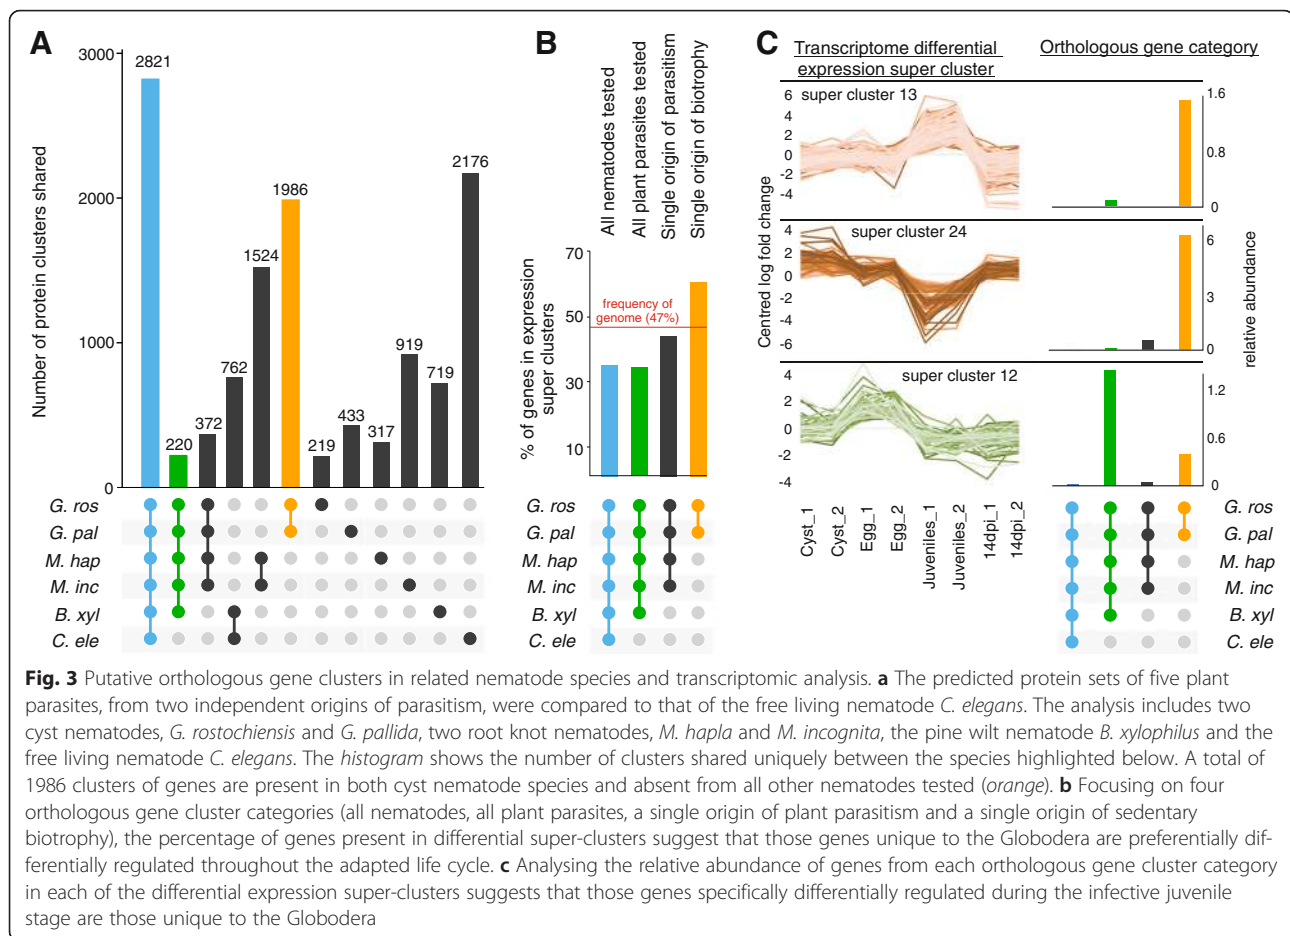 A
Number of protein clusters shared
3000
2000
1000
0
2821
220
372
762
1524
1986
219
433
317
919
719
2176
G. ros
G. pal
M. hap
M. inc
B. xyl
C. ele
B
All nematodes tested
All plant parasites tested
Single origin of parasitism
Single origin of biotrophy
% of genes in expression
super clusters
70
50
30
10
frequency of
genome (47%)
C
Transcriptome differential
expression super cluster
Orthologous gene category
Centred log fold change
relative abundance
super cluster 13
6
4
2
0
-2
-4
1.6
0.8
0
super cluster 24
4
2
0
-2
-4
-6
6
3
0
super cluster 12
4
2
0
-2
-4
1.2
0.6
0
Cyst_1
Cyst_2
Egg_1
Egg_2
Juveniles_1
Juveniles_2
14dpi_1
14dpi_2
G. ros
G. pal
M. hap
M. inc
B. xyl
C. ele
Fig. 3 Putative orthologous gene clusters in related nematode species and transcriptomic analysis. a The predicted protein sets of five plant
parasites, from two independent origins of parasitism, were compared to that of the free living nematode C. elegans. The analysis includes two
cyst nematodes, G. rostochiensis and G. pallida, two root knot nematodes, M. hapla and M. incognita, the pine wilt nematode B. xylophilus and the
free living nematode C. elegans. The histogram shows the number of clusters shared uniquely between the species highlighted below. A total of
1986 clusters of genes are present in both cyst nematode species and absent from all other nematodes tested (orange). b Focusing on four
orthologous gene cluster categories (all nematodes, all plant parasites, a single origin of plant parasitism and a single origin of sedentary
biotrophy), the percentage of genes present in differential super-clusters suggest that those genes unique to the Globodera are preferentially dif-
ferentially regulated throughout the adapted life cycle. c Analysing the relative abundance of genes from each orthologous gene cluster category
in each of the differential expression super-clusters suggests that those genes specifically differentially regulated during the infective juvenile
stage are those unique to the Globodera